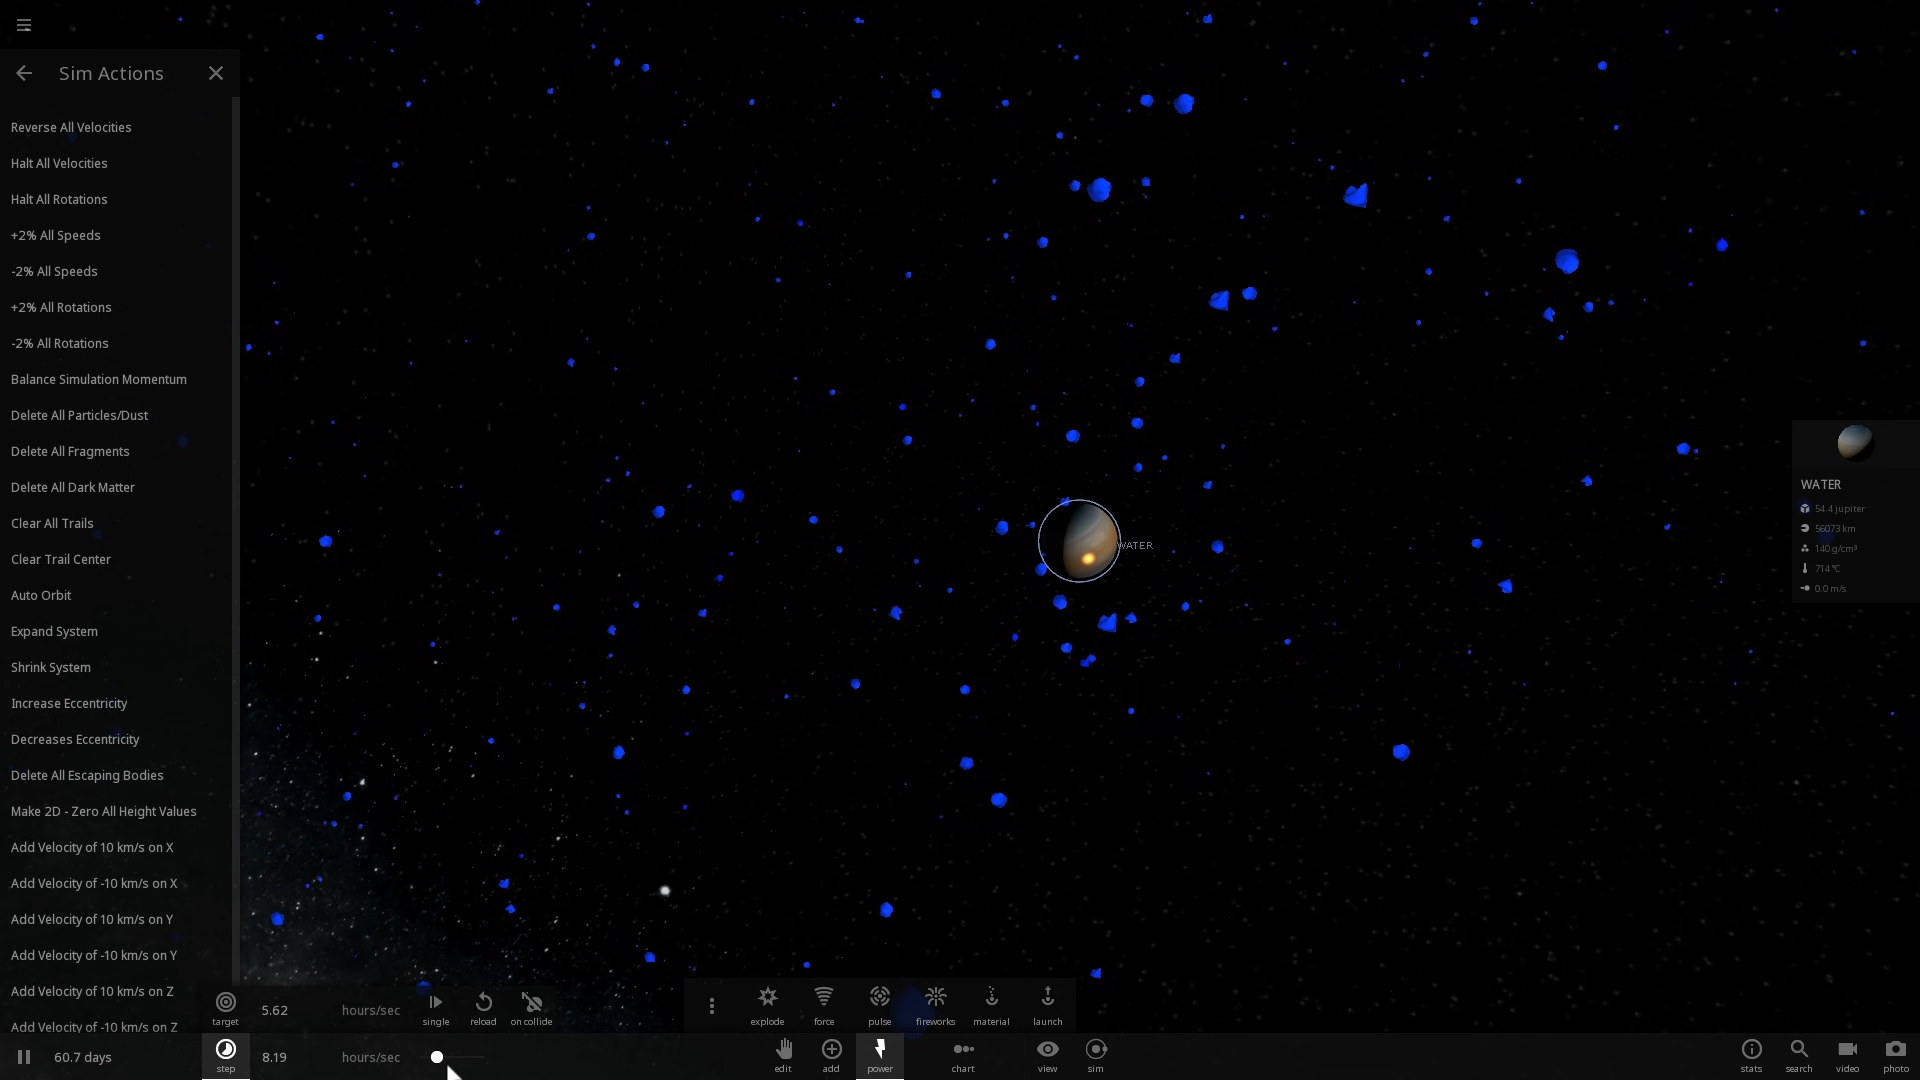 Sim Actions
Reverse All Velocities
Halt All Velocities
Halt All Rotations
+2% All Speeds
-2% All Speeds
+2% All Rotations
-2% All Rotations
Balance Simulation Momentum
Delete All Particles/Dust
Delete All Fragments
Delete All Dark Matter
Clear All Trails
Clear Trail Center
Auto Orbit
Expand System
Shrink System
Increase Eccentricity
Decreases Eccentricity
Delete All Escaping Bodies
Make 2D - Zero All Height Values
Add Velocity of 10 km/s on X
Add Velocity of -10 km/s on X
Add Velocity of 10 km/s on Y
Add Velocity of -10 km/s on Y
Add Velocity of 10 km/s on Z
Add Velocity of -10 km/s on Z
WATER
WATER
54.4 jupiter
56073 km
140 g/cm³
714 °C
0.0 m/s
target
5.62 hours/sec
single
reload
on collide
explode
force
pulse
fireworks
material
launch
60.7 days
step
8.19 hours/sec
edit
add
power
chart
view
sim
stats
search
video
photo